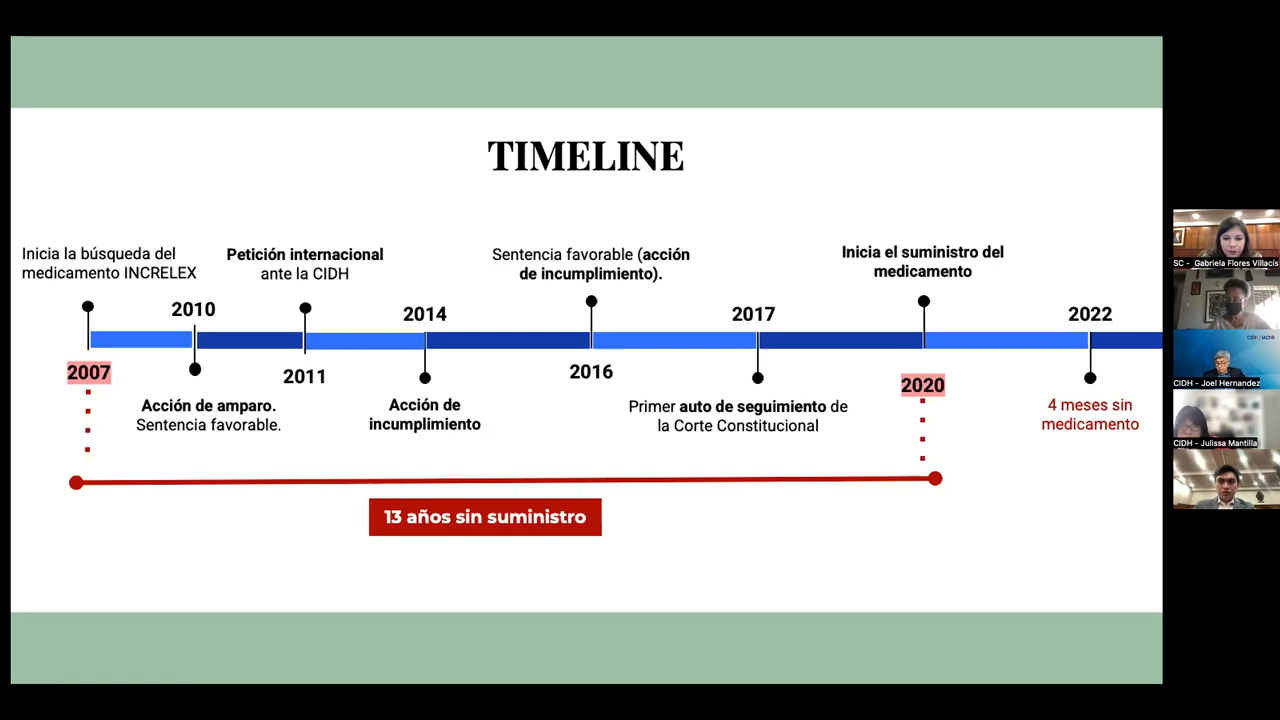 TIMELINE
Inicia la búsqueda del
medicamento INCRELEX
2007
2010
Acción de amparo.
Sentencia favorable.
Petición internacional
ante la CIDH
2011
2014
Acción de
incumplimiento
Sentencia favorable (acción
de incumplimiento).
2016
2017
Primer auto de seguimiento de
la Corte Constitucional
Inicia el suministro del
medicamento
2020
2022
4 meses sin
medicamento
13 años sin suministro
SC - Gabriela Flores Villacís
CIDH - Joel Hernandez
CIDH - Julissa Mantilla